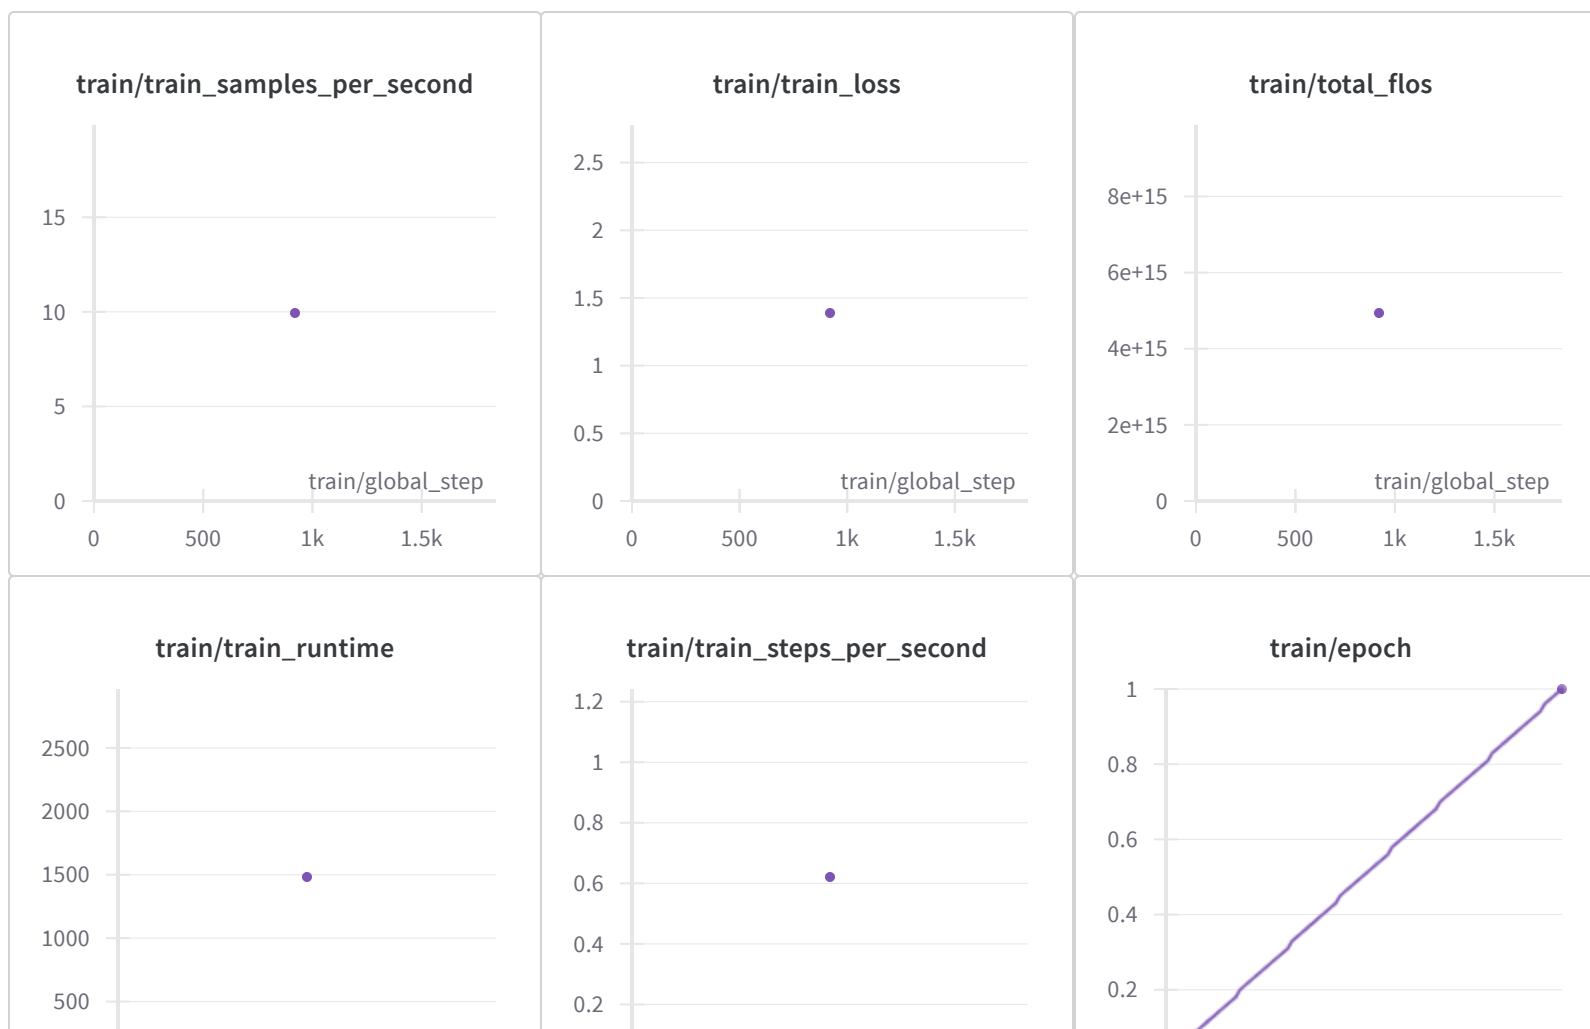 train/train_samples_per_second
15
10
5
0
train/global_step
0 500 1k 1.5k
train/train_loss
2.5
2
1.5
1
0.5
0
train/global_step
0 500 1k 1.5k
train/total_flos
8e+15
6e+15
4e+15
2e+15
0
train/global_step
0 500 1k 1.5k
train/train_runtime
2500
2000
1500
1000
500
train/train_steps_per_second
1.2
1
0.8
0.6
0.4
0.2
train/epoch
1
0.8
0.6
0.4
0.2